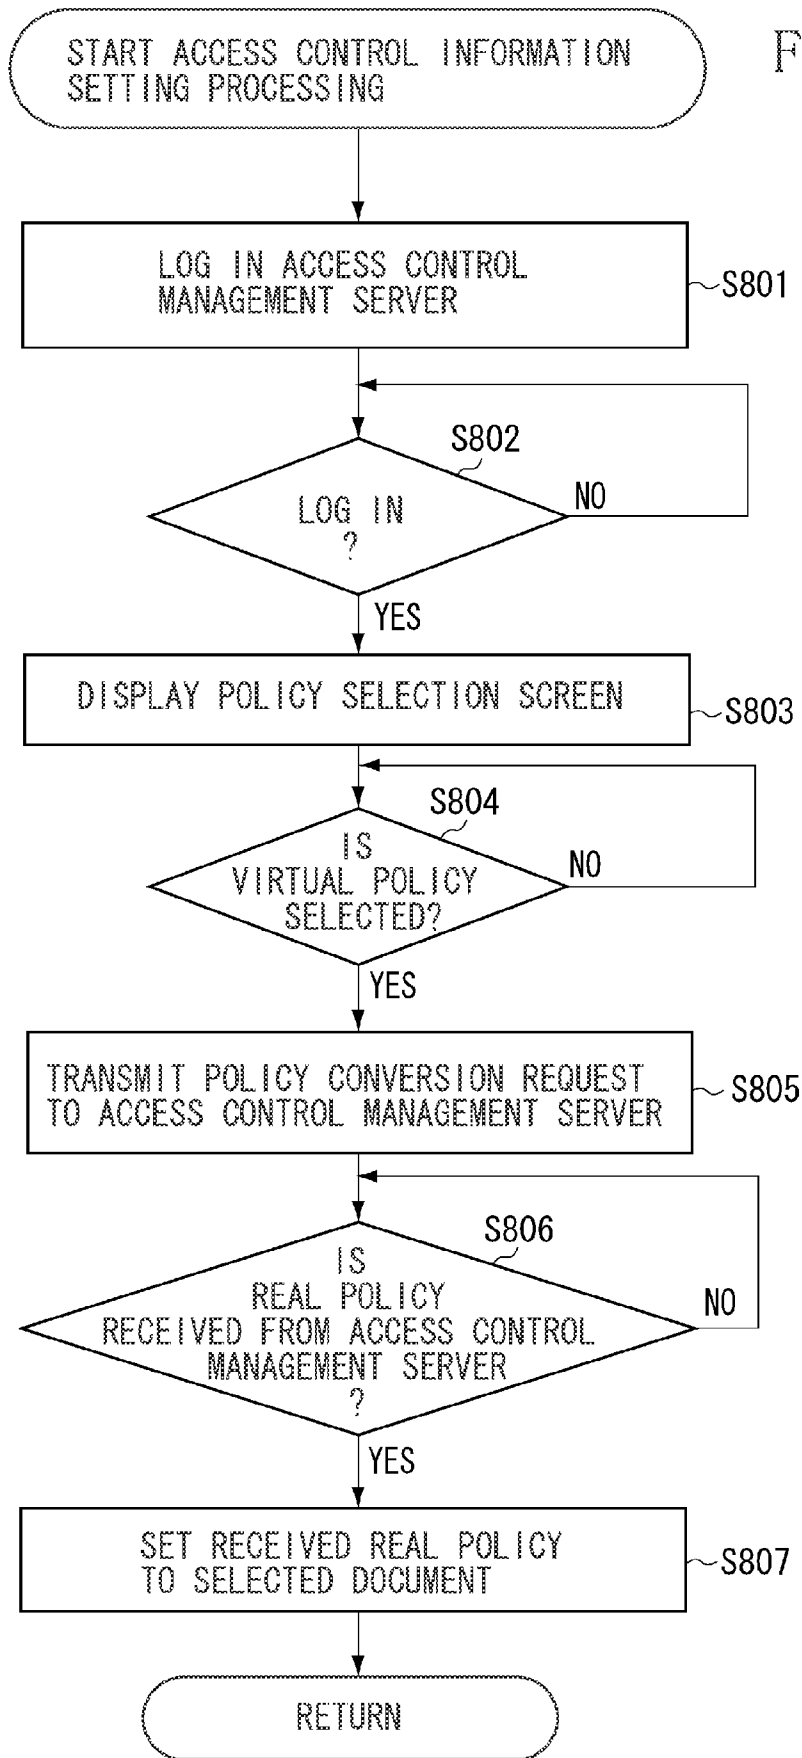 START ACCESS CONTROL INFORMATION
SETTING PROCESSING
F
LOG IN ACCESS CONTROL
MANAGEMENT SERVER
S801
S802
LOG IN
?
NO
YES
DISPLAY POLICY SELECTION SCREEN
S803
S804
IS
VIRTUAL POLICY
SELECTED?
NO
YES
TRANSMIT POLICY CONVERSION REQUEST
TO ACCESS CONTROL MANAGEMENT SERVER
S805
S806
IS
REAL POLICY
RECEIVED FROM ACCESS CONTROL
MANAGEMENT SERVER
?
NO
YES
SET RECEIVED REAL POLICY
TO SELECTED DOCUMENT
S807
RETURN